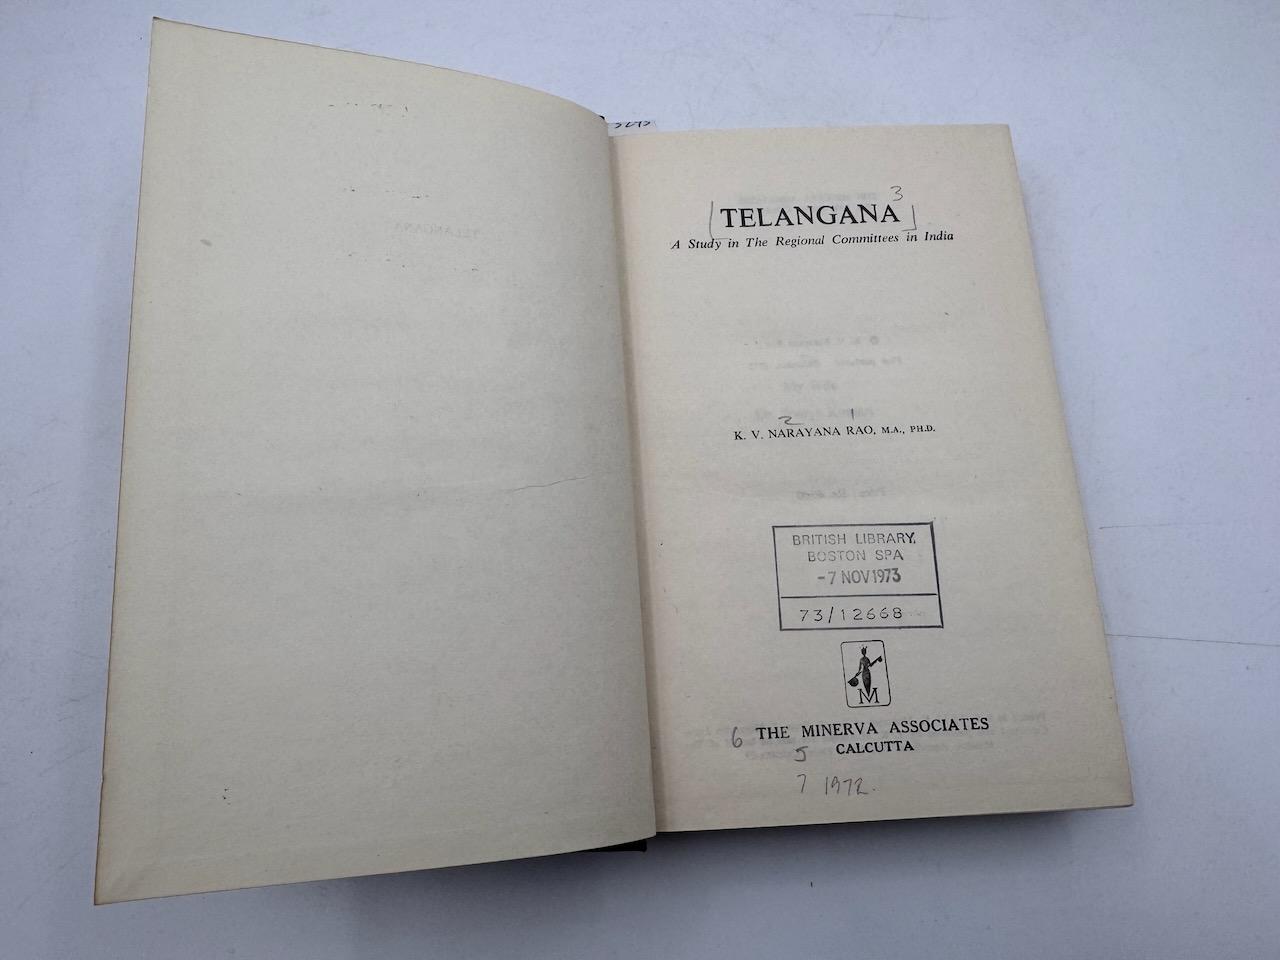 TELANGANA
3
A Study in The Regional Committees in India
2 1
K. V. NARAYANA RAO, M.A., PH.D.
BRITISH LIBRARY,
BOSTON SPA
-7 NOV 1973
73/12668
M
6 THE MINERVA ASSOCIATES
5 CALCUTTA
7 1972.